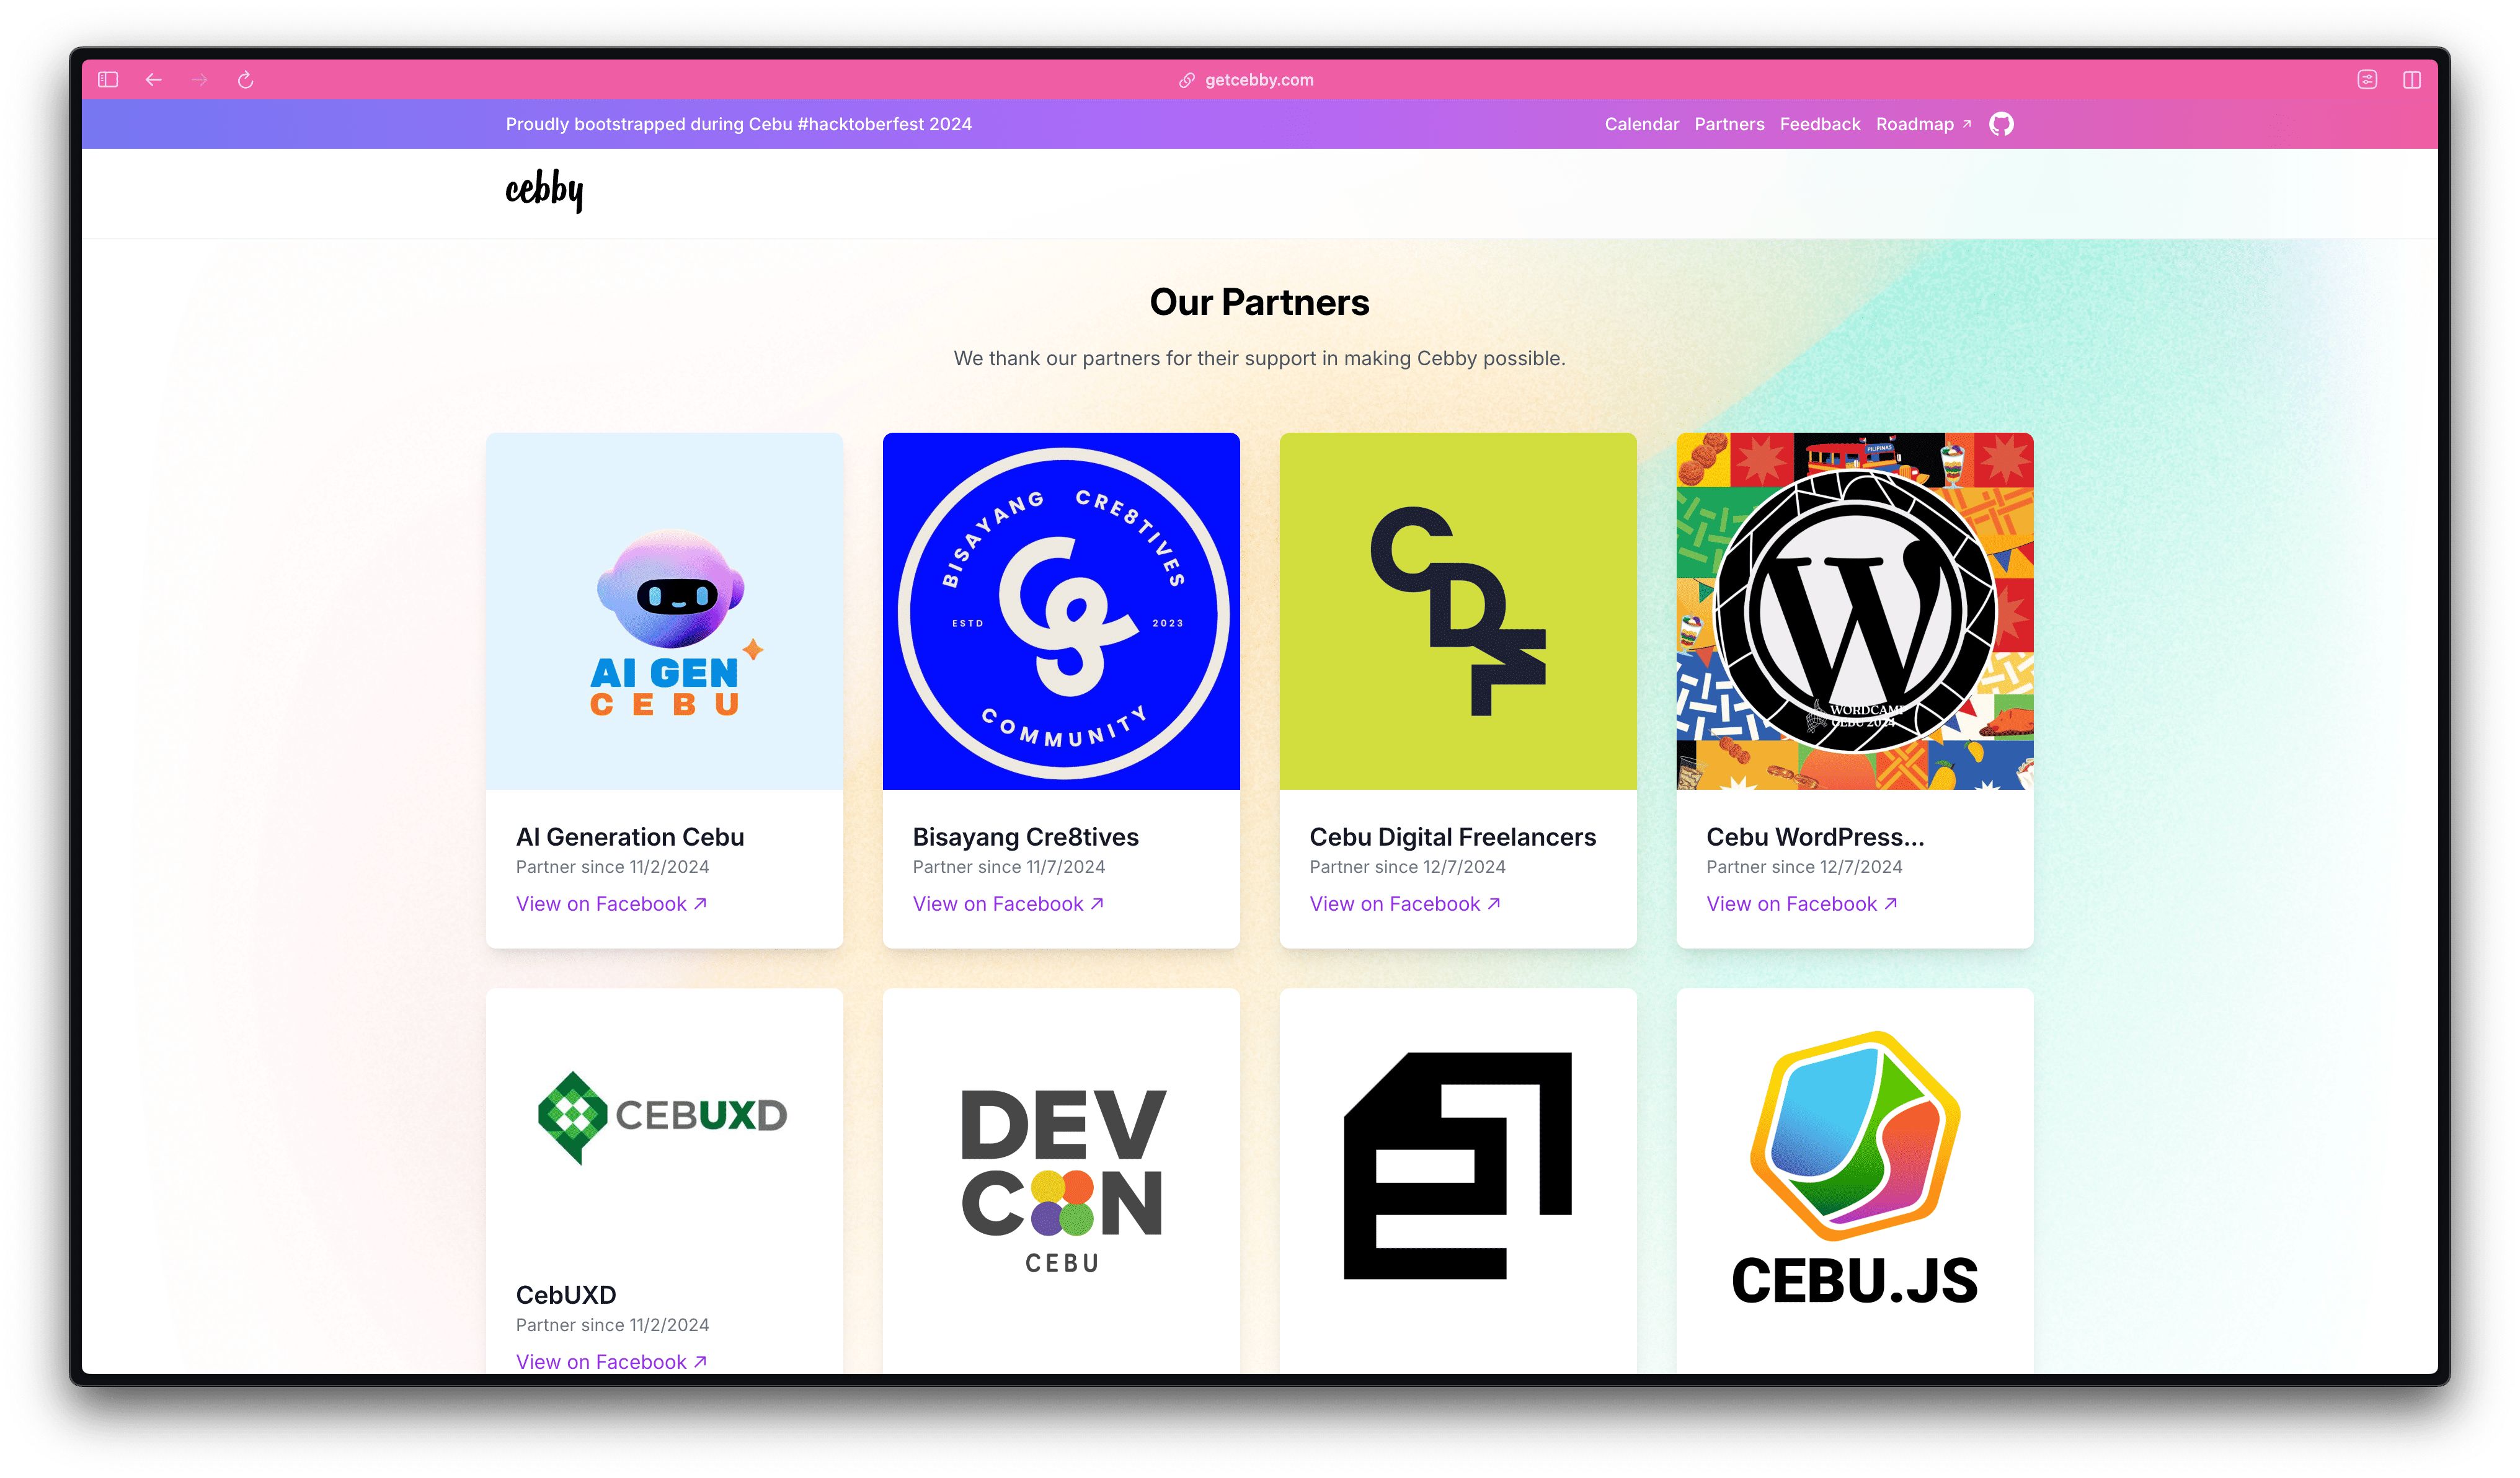 getcebby.com
Proudly bootstrapped during Cebu #hacktoberfest 2024
Calendar Partners Feedback Roadmap ↗
cebby
Our Partners
We thank our partners for their support in making Cebby possible.
AI GEN
CEBU
BISAYANG CRE8TIVES
ESTD 2023
COMMUNITY
CDF
PILIPINAS
W
WORDCAMP
CEBU 2024
AI Generation Cebu
Partner since 11/2/2024
View on Facebook ↗
Bisayang Cre8tives
Partner since 11/7/2024
View on Facebook ↗
Cebu Digital Freelancers
Partner since 12/7/2024
View on Facebook ↗
Cebu WordPress...
Partner since 12/7/2024
View on Facebook ↗
CEBUXD
DEV
CON
CEBU
CEBU.JS
CebUXD
Partner since 11/2/2024
View on Facebook ↗